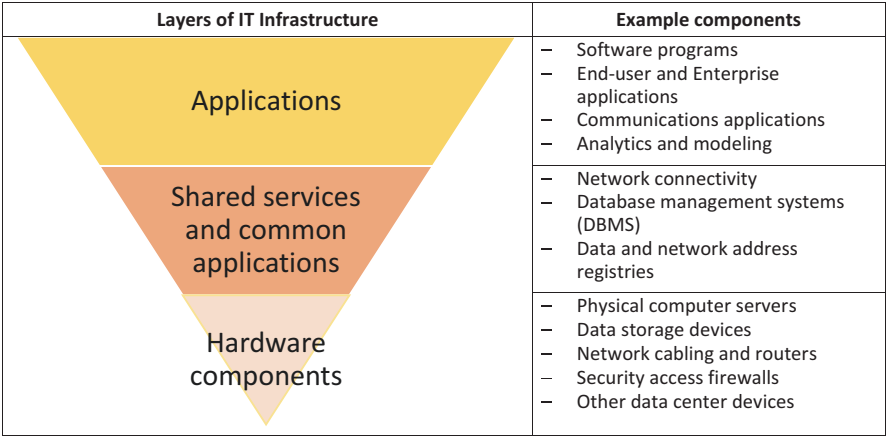 Layers of IT Infrastructure
Example components
Applications
– Software programs
– End-user and Enterprise
applications
– Communications applications
– Analytics and modeling
Shared services
and common
applications
– Network connectivity
– Database management systems
(DBMS)
– Data and network address
registries
Hardware
components
– Physical computer servers
– Data storage devices
– Network cabling and routers
– Security access firewalls
– Other data center devices